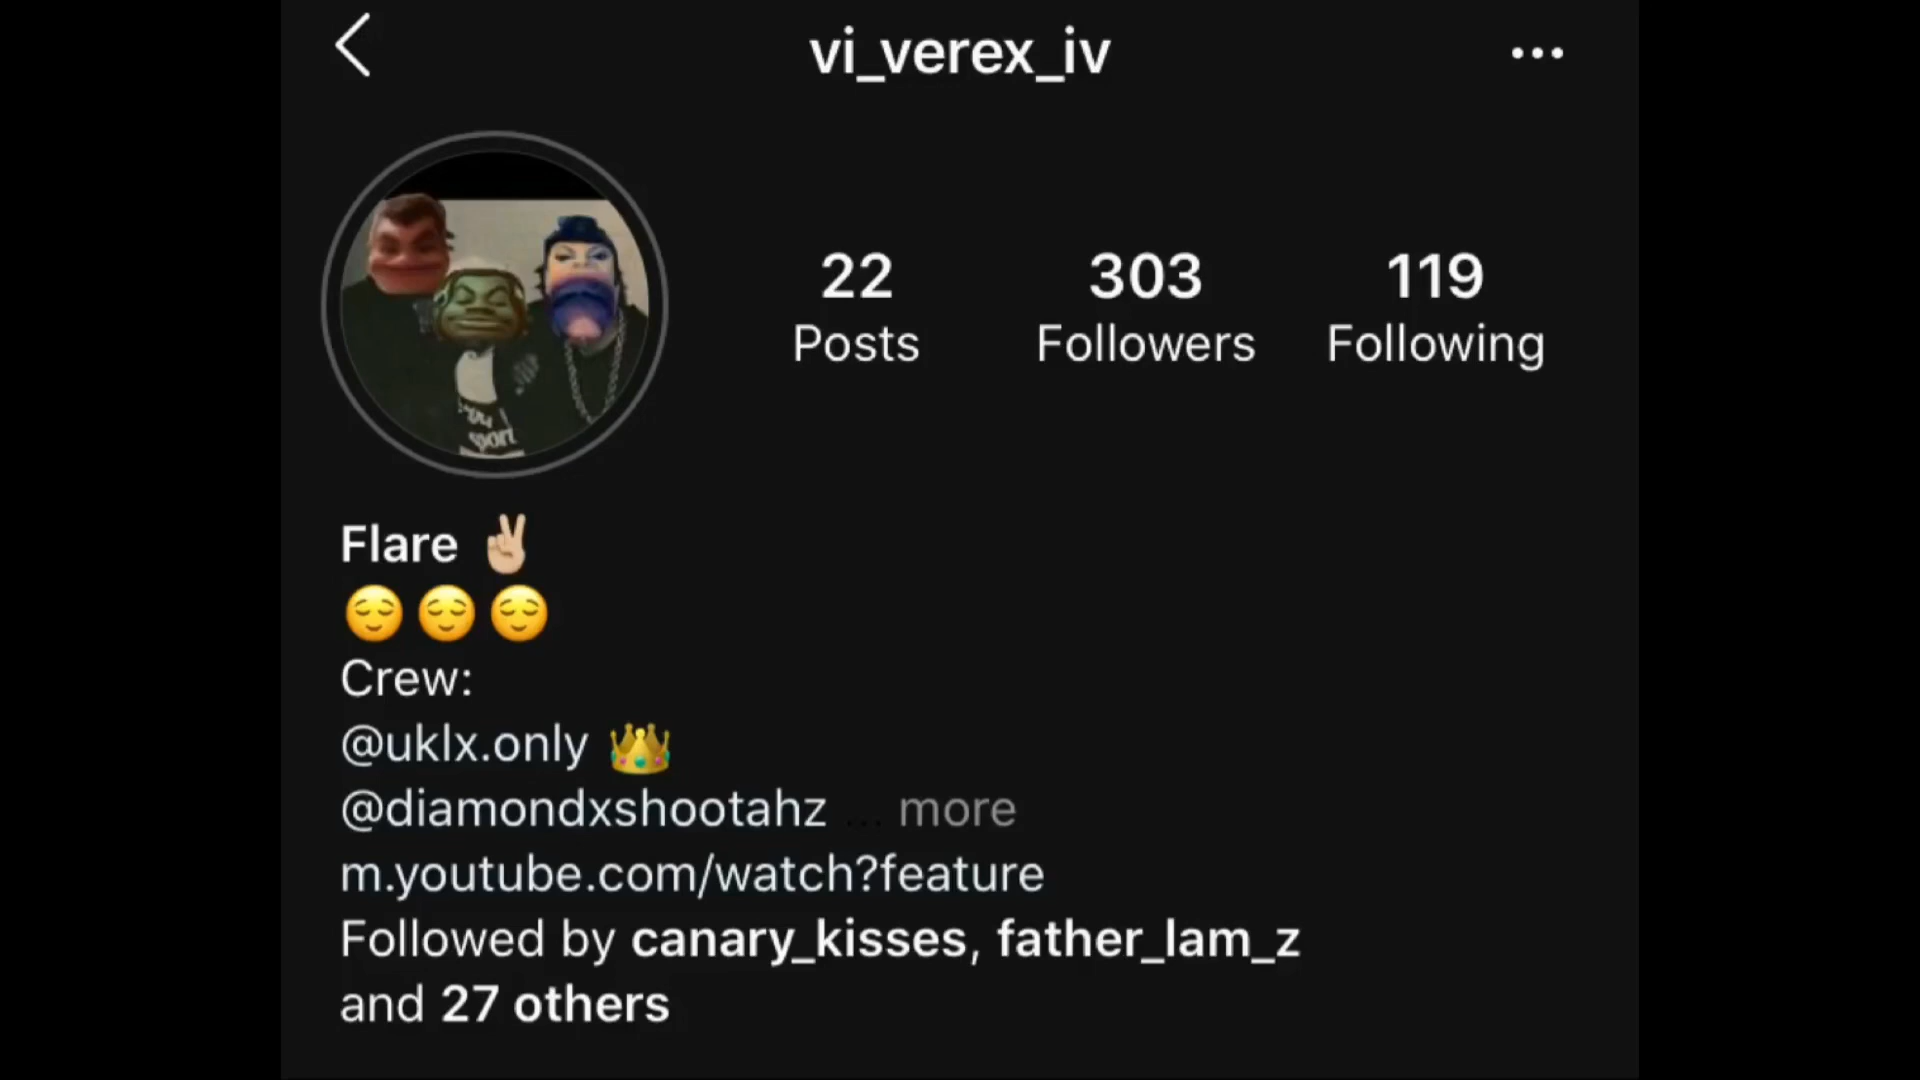 vi_verex_iv
22
Posts
303
Followers
119
Following
sport
Flare ✌🏼
😌😌😌
Crew:
@uklx.only 👑
@diamondxshootahz ... more
m.youtube.com/watch?feature
Followed by canary_kisses, father_lam_z
and 27 others